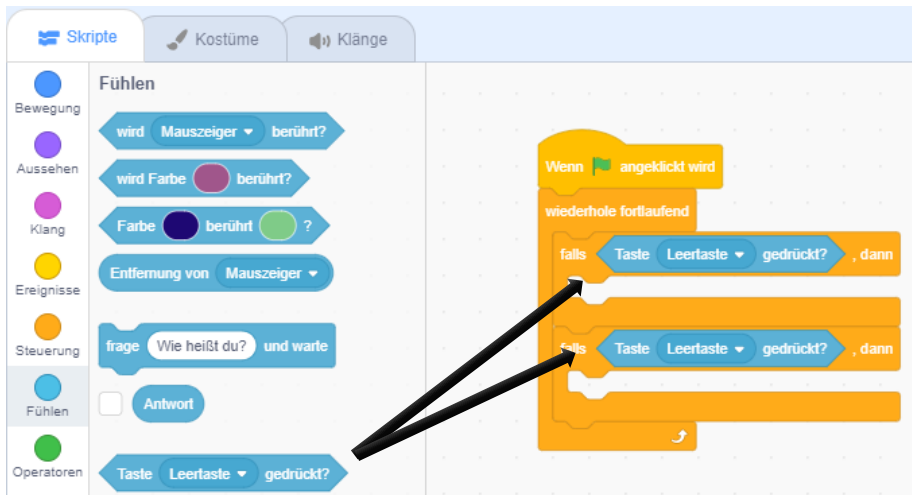 Skripte
Kostüme
Klänge
Bewegung
Aussehen
Klang
Ereignisse
Steuerung
Fühlen
Operatoren
Fühlen
wird Mauszeiger berührt?
wird Farbe berührt?
Farbe berührt ?
Entfernung von Mauszeiger
frage Wie heißt du? und warte
Antwort
Taste Leertaste gedrückt?
Wenn angeklickt wird
wiederhole fortlaufend
falls Taste Leertaste gedrückt? , dann
falls Taste Leertaste gedrückt? , dann